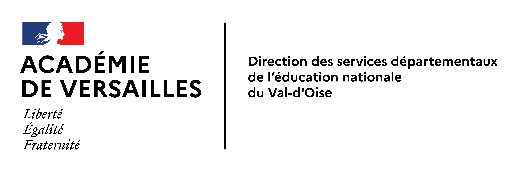 ACADÉMIE
DE VERSAILLES
Liberté
Égalité
Fraternité
Direction des services départementaux
de l'éducation nationale
du Val-d'Oise